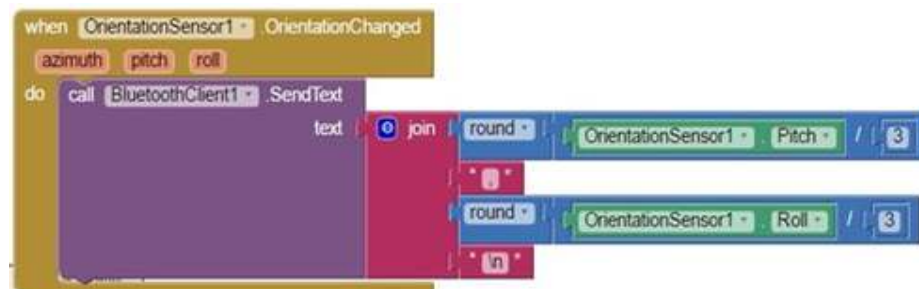 when OrientationSensor1 .OrientationChanged
azimuth pitch roll
do call BluetoothClient1 .SendText
text join round OrientationSensor1 . Pitch / 3
" , "
round OrientationSensor1 . Roll / 3
" \n "